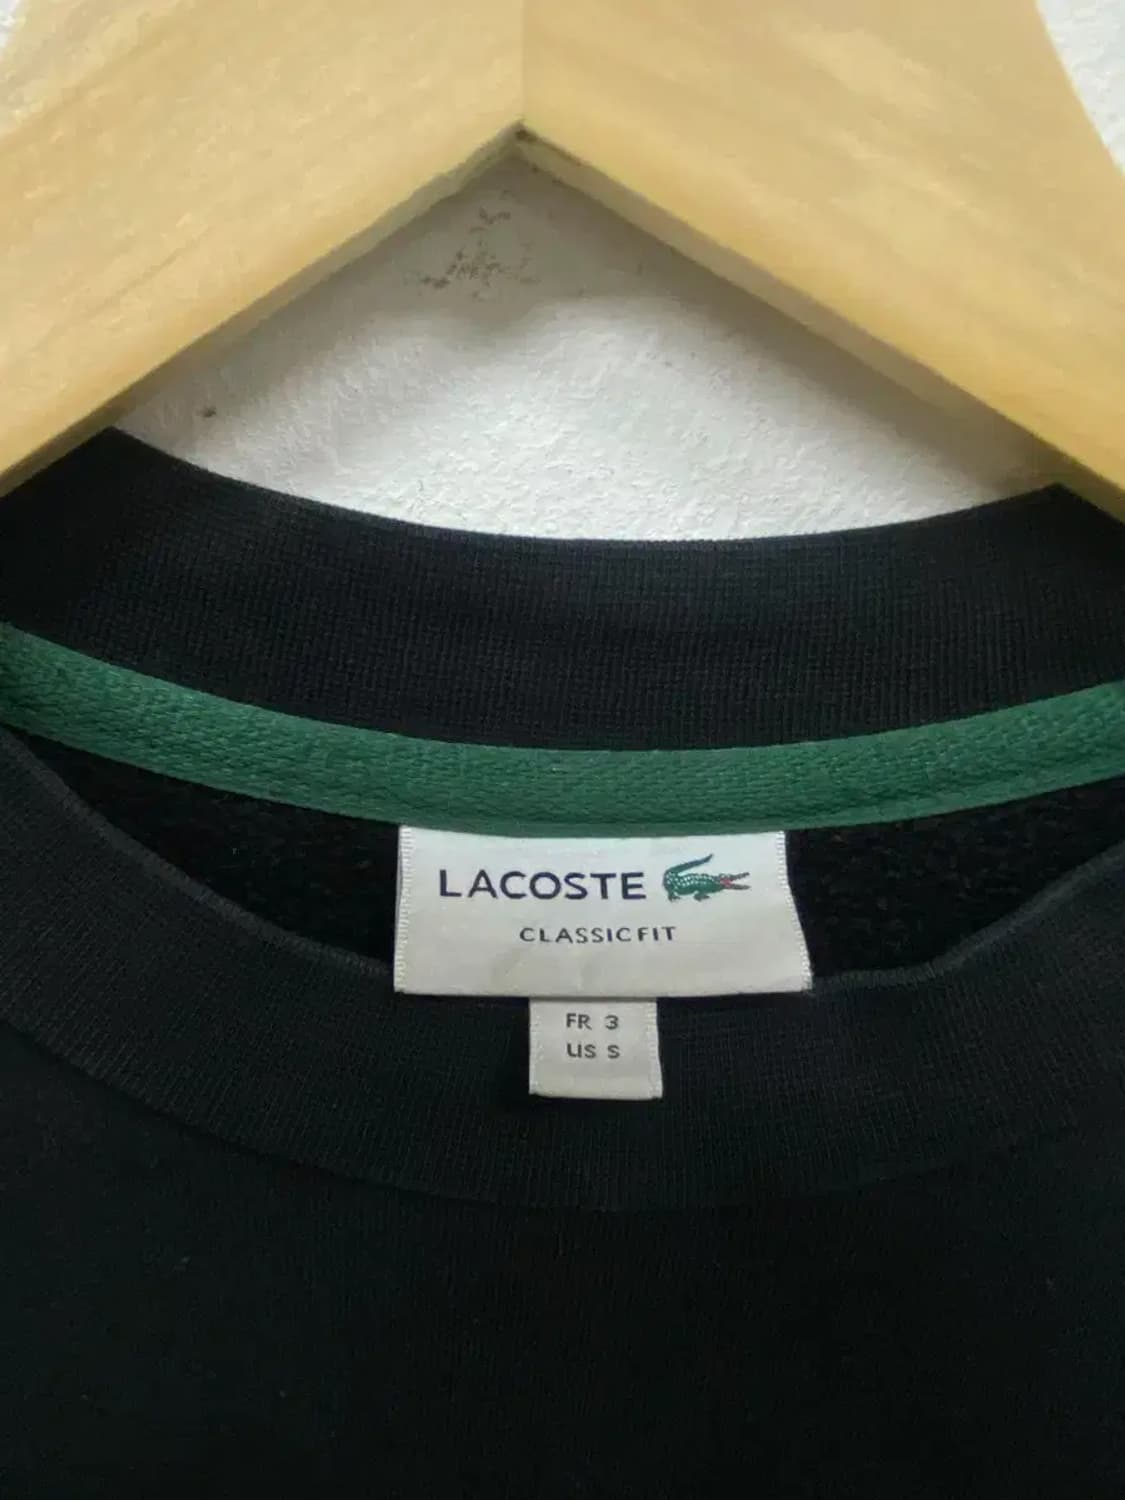 LACOSTE
CLASSIC FIT
FR 3
US S